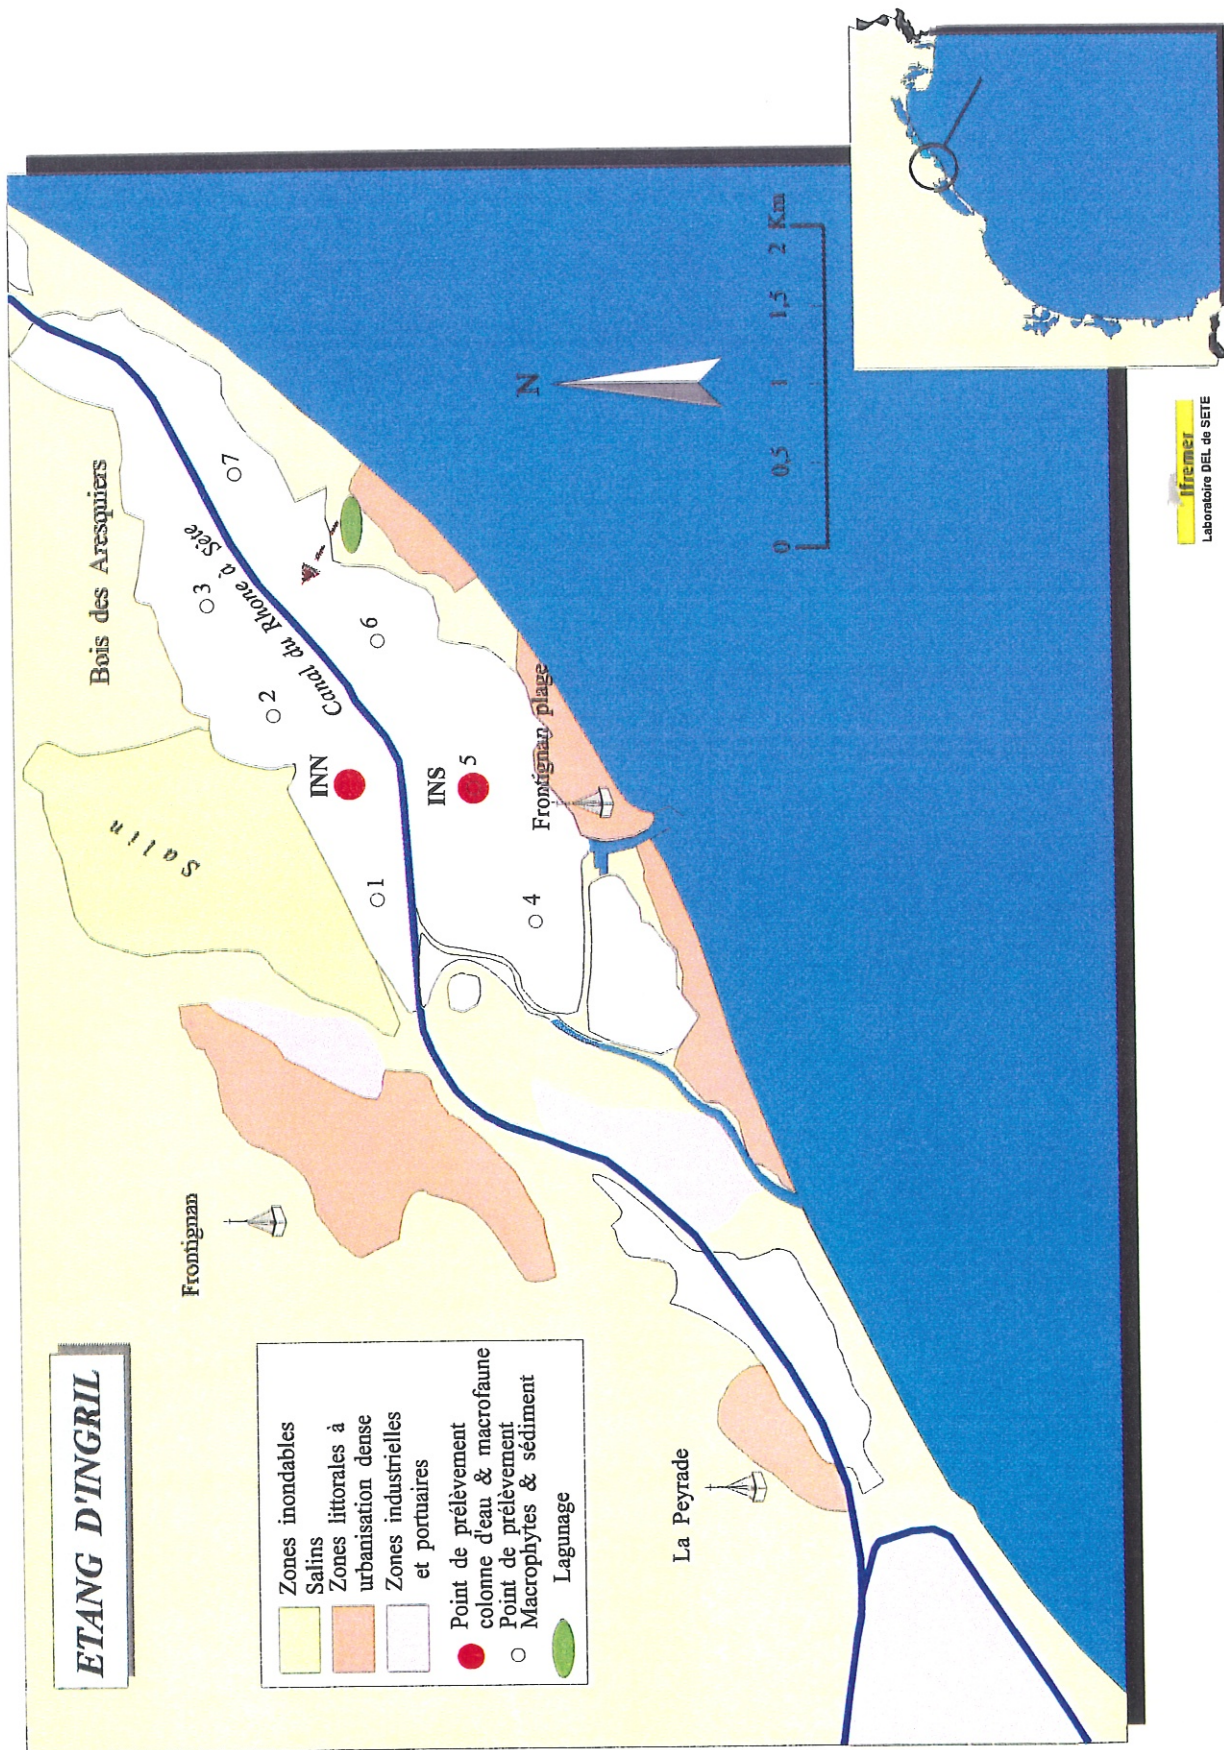 ETANG D'INGRIL
Zones inondables
Salins
Zones littorales à
urbanisation dense
Zones industrielles
et portuaires
Point de prélèvement
colonne d'eau & macrofaune
Point de prélèvement
Macrophytes & sédiment
Lagunage
Frontignan
La Peyrade
Salin
Bois des Aresquiers
Canal du Rhone à Sète
INN
INS
1
2
3
4
5
6
7
Frontignan plage
N
0 0,5 1 1,5 2 Km
Ifremer
Laboratoire DEL de SETE